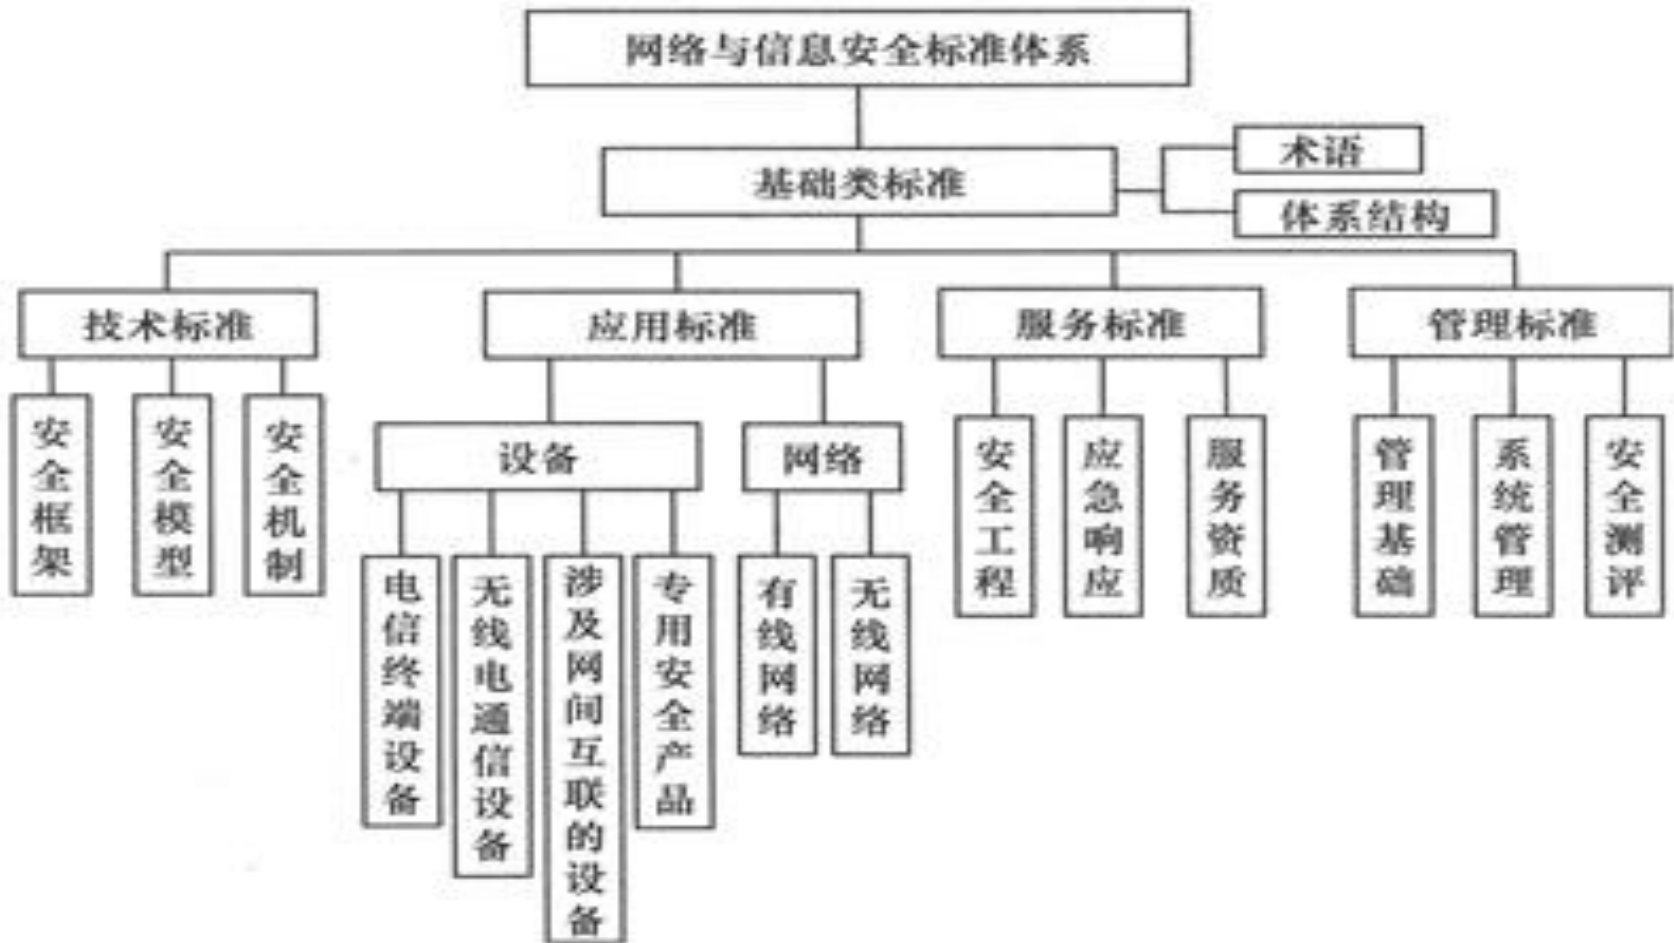 网络与信息安全标准体系
基础类标准
术语
体系结构
技术标准
应用标准
服务标准
管理标准
安全框架
安全模型
安全机制
设备
网络
安全工程
应急响应
服务资质
管理基础
系统管理
安全测评
电信终端设备
无线电通信设备
涉及网间互联的设备
专用安全产品
有线网络
无线网络